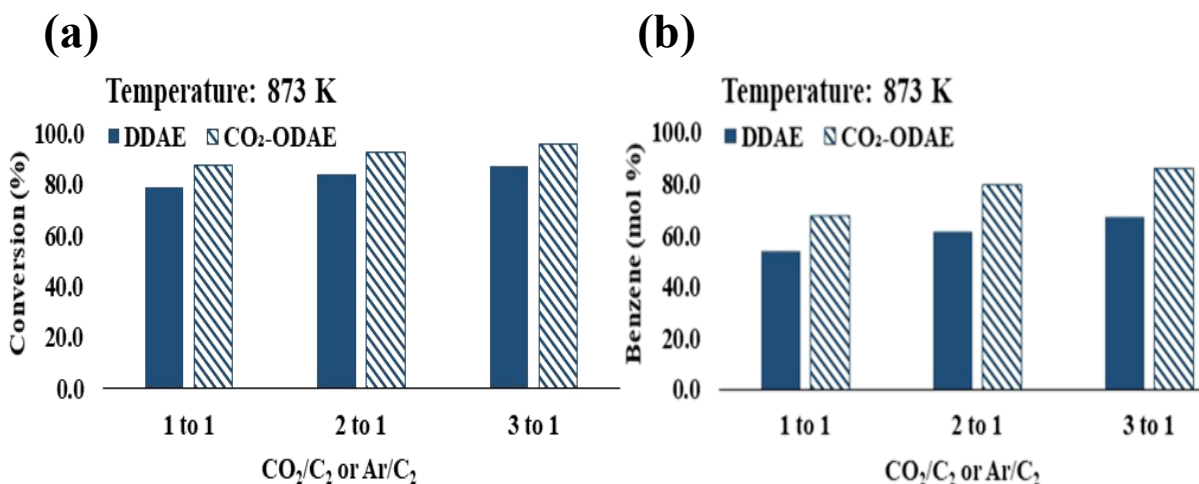 (a)
Temperature: 873 K
DDAE CO₂-ODAE
Conversion (%)
100.0
80.0
60.0
40.0
20.0
0.0
1 to 1 2 to 1 3 to 1
CO₂/C₂ or Ar/C₂
(b)
Temperature: 873 K
DDAE CO₂-ODAE
Benzene (mol %)
100.0
80.0
60.0
40.0
20.0
0.0
1 to 1 2 to 1 3 to 1
CO₂/C₂ or Ar/C₂